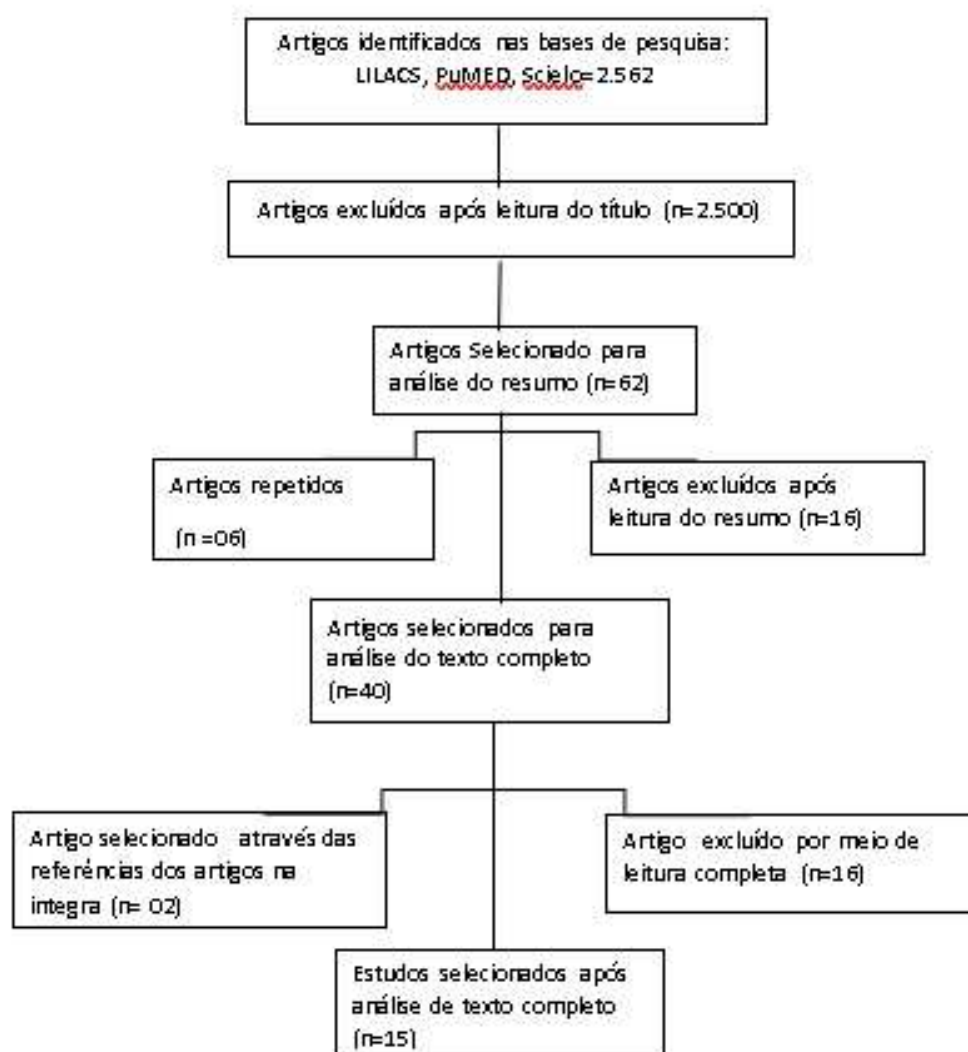 Artigos identificados nas bases de pesquisa:
LILACS, PuMED, Scielo=2.562
Artigos excluídos após leitura do título (n=2.500)
Artigos Selecionado para
análise do resumo (n=62)
Artigos repetidos
(n =06)
Artigos excluídos após
leitura do resumo (n=16)
Artigos selecionados para
análise do texto completo
(n=40)
Artigo selecionado através das
referências dos artigos na
integra (n= 02)
Artigo excluído por meio de
leitura completa (n=16)
Estudos selecionados após
análise de texto completo
(n=15)